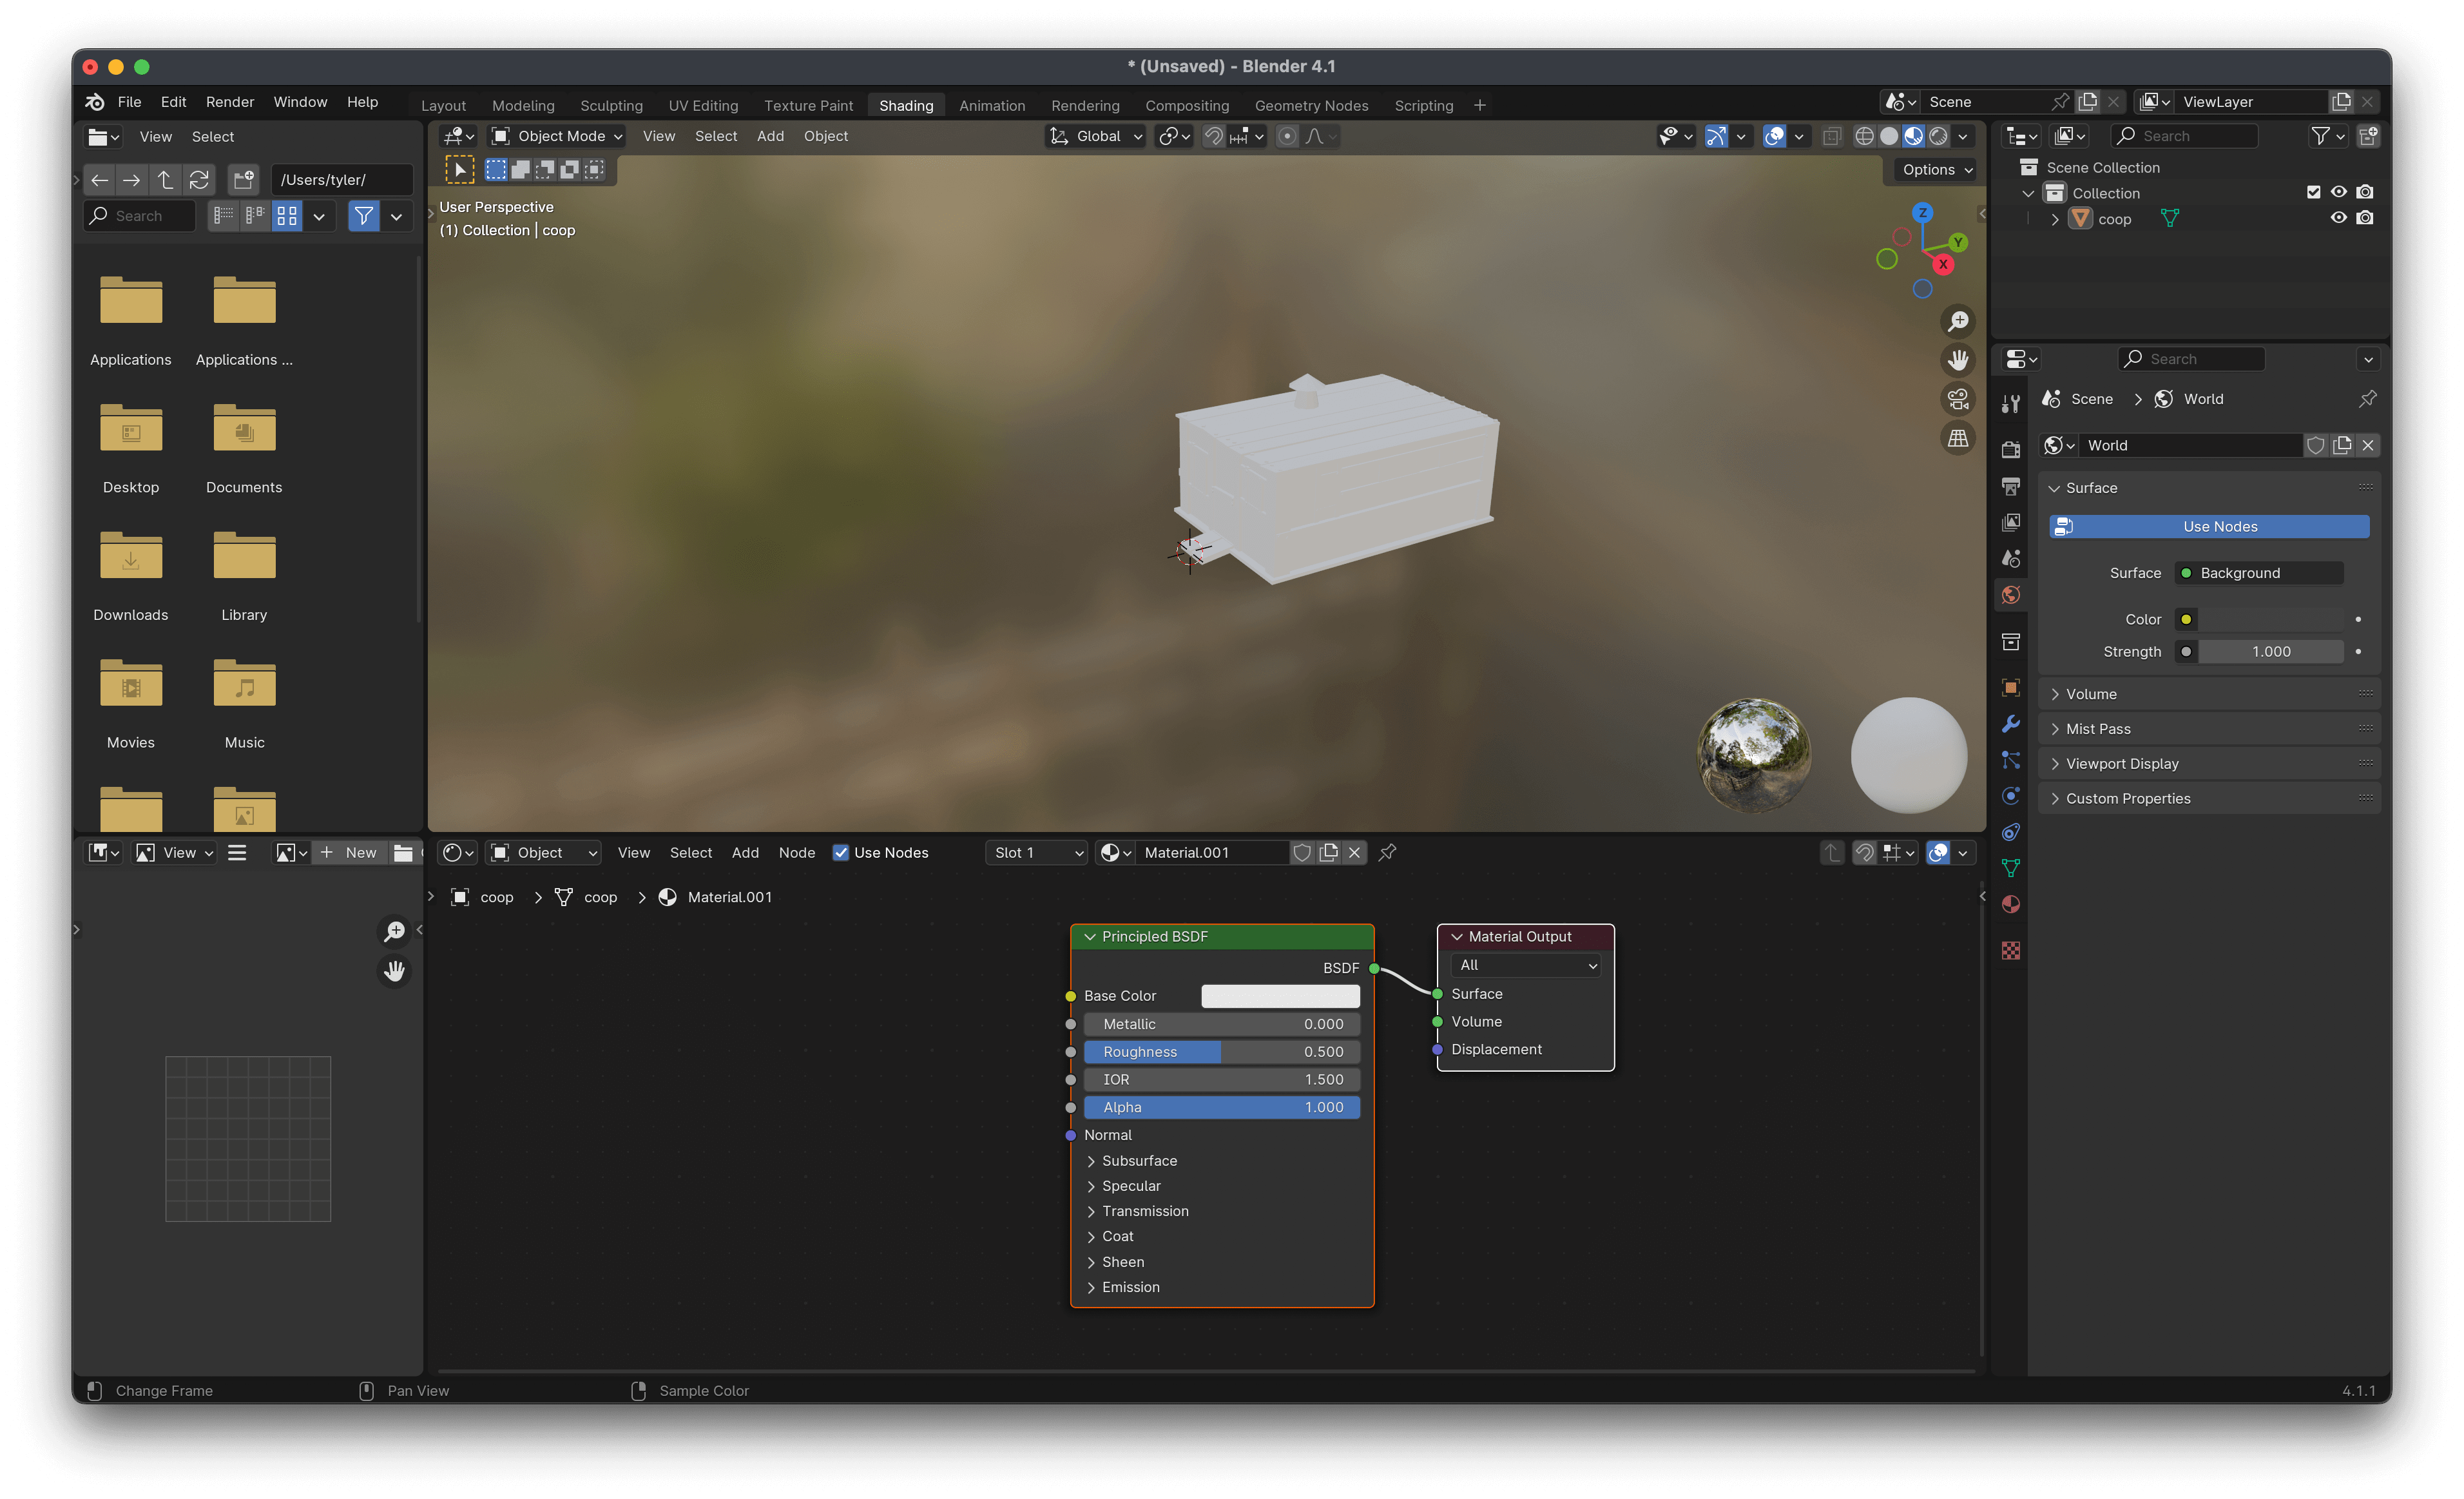 * (Unsaved) - Blender 4.1
File Edit Render Window Help
Layout Modeling Sculpting UV Editing Texture Paint Shading Animation Rendering Compositing Geometry Nodes Scripting
Scene
ViewLayer
View Select
/Users/tyler/
Search
Applications
Applications ...
Desktop
Documents
Downloads
Library
Movies
Music
Object Mode View Select Add Object
Global
Options
User Perspective
(1) Collection | coop
Z
Y
X
Search
Scene Collection
Collection
coop
Search
Scene World
World
Surface
Use Nodes
Surface Background
Color
Strength 1.000
Volume
Mist Pass
Viewport Display
Custom Properties
View New
Object View Select Add Node Use Nodes
Slot 1
Material.001
coop coop Material.001
Principled BSDF
BSDF
Base Color
Metallic 0.000
Roughness 0.500
IOR 1.500
Alpha 1.000
Normal
Subsurface
Specular
Transmission
Coat
Sheen
Emission
Material Output
All
Surface
Volume
Displacement
Change Frame
Pan View
Sample Color
4.1.1